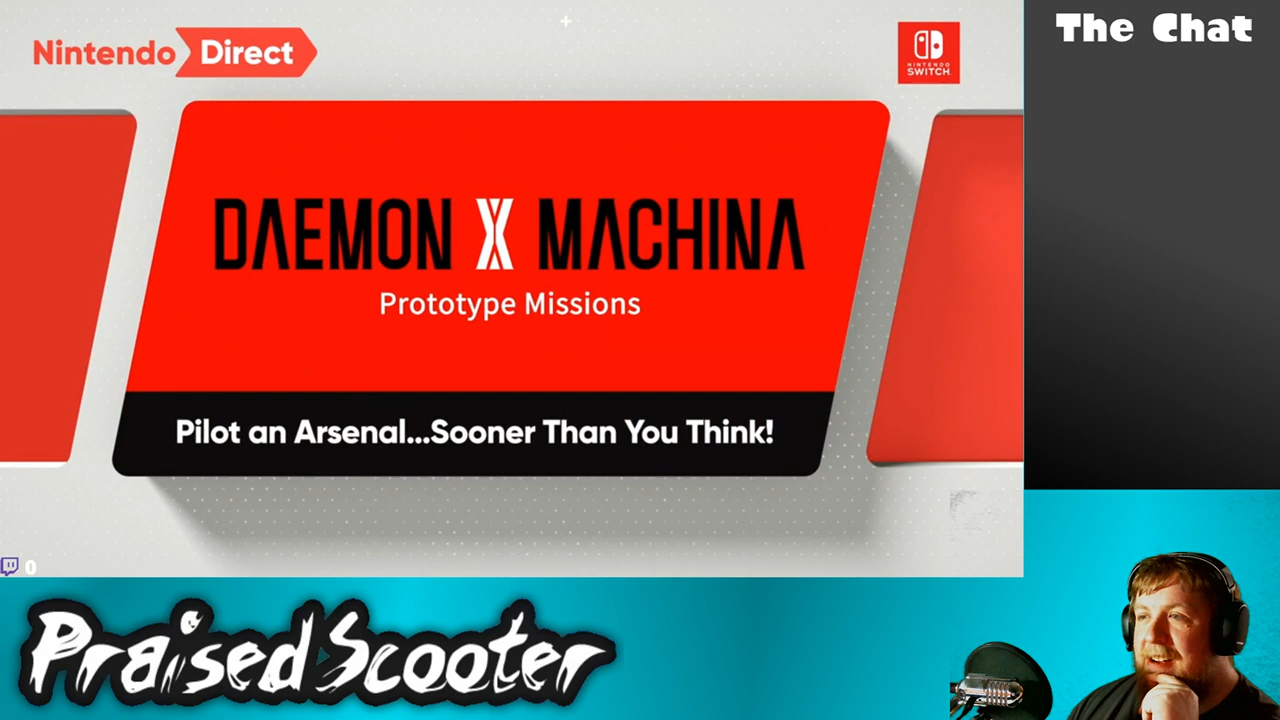 Nintendo Direct
NINTENDO
SWITCH
The Chat
DAEMON X MACHINA
Prototype Missions
Pilot an Arsenal...Sooner Than You Think!
0
PraisedScooter